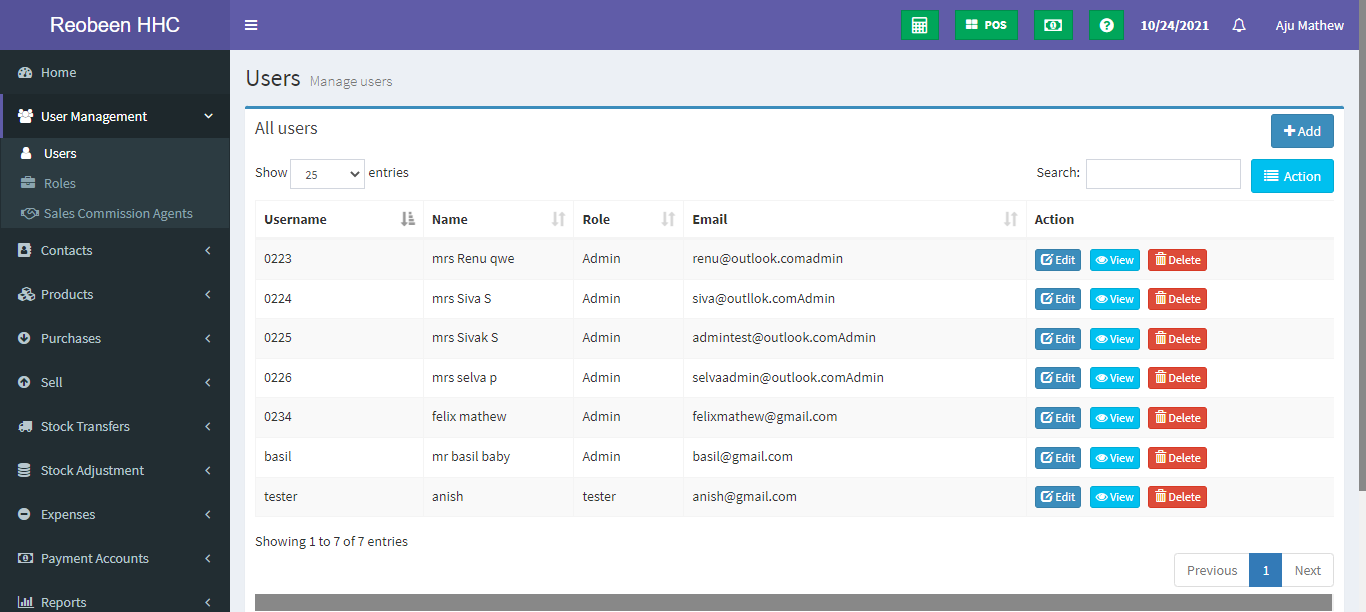 Reobeen HHC
POS
10/24/2021
Aju Mathew
Home
User Management
Users
Roles
Sales Commission Agents
Contacts
Products
Purchases
Sell
Stock Transfers
Stock Adjustment
Expenses
Payment Accounts
Reports
Users Manage users
All users
Add
Show 25 entries
Search:
Action
Username Name Role Email Action
0223 mrs Renu qwe Admin renu@outlook.comadmin Edit View Delete
0224 mrs Siva S Admin siva@outllok.comAdmin Edit View Delete
0225 mrs Sivak S Admin admintest@outlook.comAdmin Edit View Delete
0226 mrs selva p Admin selvaadmin@outlook.comAdmin Edit View Delete
0234 felix mathew Admin felixmathew@gmail.com Edit View Delete
basil mr basil baby Admin basil@gmail.com Edit View Delete
tester anish tester anish@gmail.com Edit View Delete
Showing 1 to 7 of 7 entries
Previous 1 Next